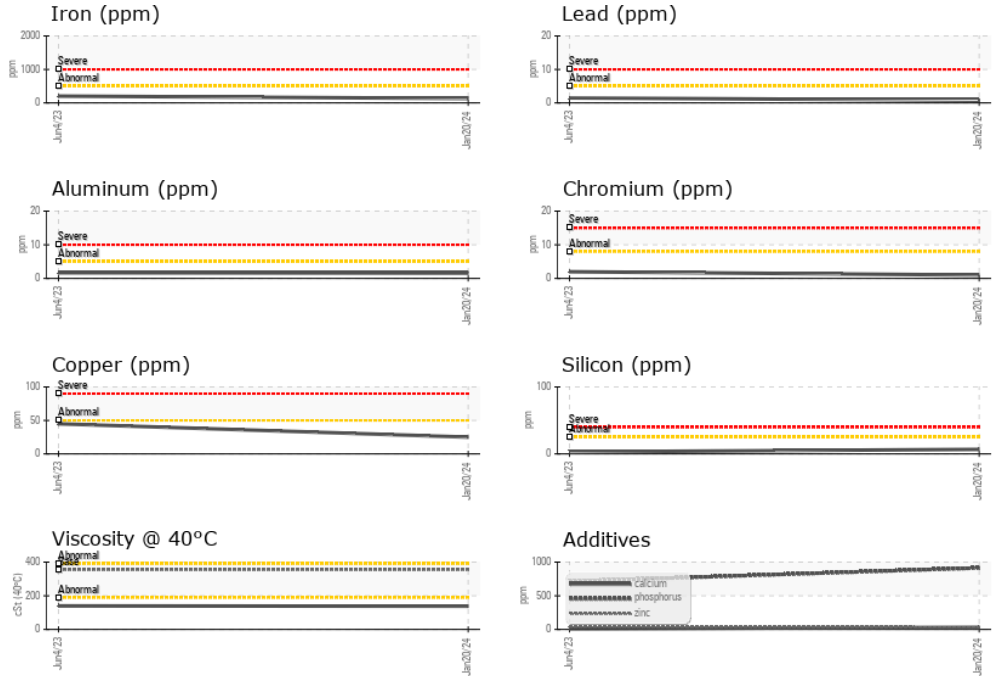 Iron (ppm)
2000
1000
0
ppm
Severe
Abnormal
Jun4/23
Jan20/24
Lead (ppm)
20
10
0
ppm
Severe
Abnormal
Jun4/23
Jan20/24
Aluminum (ppm)
20
10
0
ppm
Severe
Abnormal
Jun4/23
Jan20/24
Chromium (ppm)
20
10
0
ppm
Severe
Abnormal
Jun4/23
Jan20/24
Copper (ppm)
100
50
0
ppm
Severe
Abnormal
Jun4/23
Jan20/24
Silicon (ppm)
100
50
0
ppm
Severe
Abnormal
Jun4/23
Jan20/24
Viscosity @ 40°C
400
200
0
cSt (40°C)
Abnormal
Base
Abnormal
Jun4/23
Jan20/24
Additives
1000
500
0
ppm
calcium
phosphorus
zinc
Jun4/23
Jan20/24